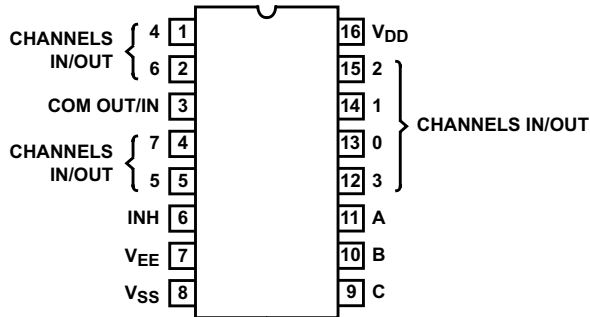 4 1 16 VDD
CHANNELS
IN/OUT
6 2 15 2
COM OUT/IN 3 14 1
CHANNELS IN/OUT
CHANNELS
IN/OUT
7 4 13 0
5 5 12 3
INH 6 11 A
VEE 7 10 B
VSS 8 9 C